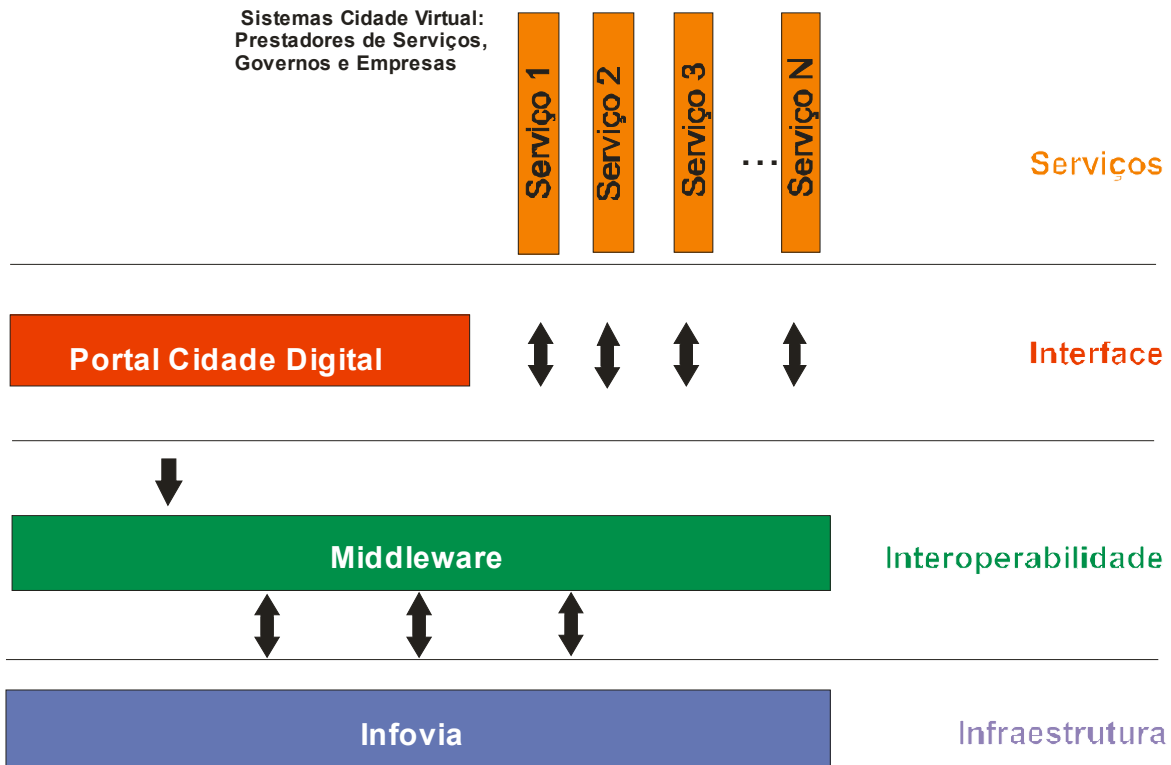 Sistemas Cidade Virtual:
Prestadores de Serviços,
Governos e Empresas
Serviço 1
Serviço 2
Serviço 3
...
Serviço N
Serviços
Portal Cidade Digital
Interface
Middleware
Interoperabilidade
Infovia
Infraestrutura